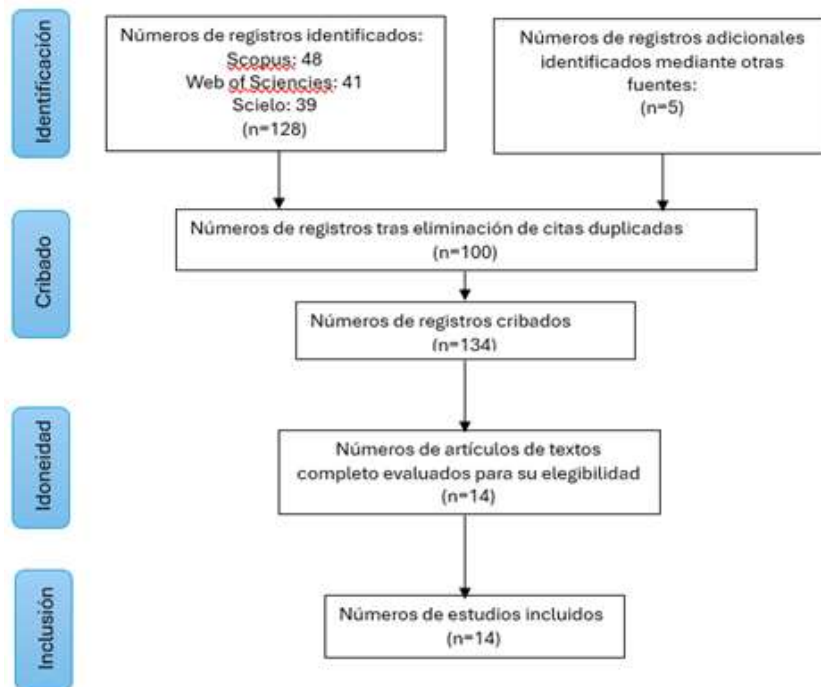 Identificación
Números de registros identificados:
Scopus: 48
Web of Sciencies: 41
Scielo: 39
(n=128)
Números de registros adicionales
identificados mediante otras
fuentes:
(n=5)
Cribado
Números de registros tras eliminación de citas duplicadas
(n=100)
Números de registros cribados
(n=134)
Idoneidad
Números de artículos de textos
completo evaluados para su elegibilidad
(n=14)
Inclusión
Números de estudios incluidos
(n=14)